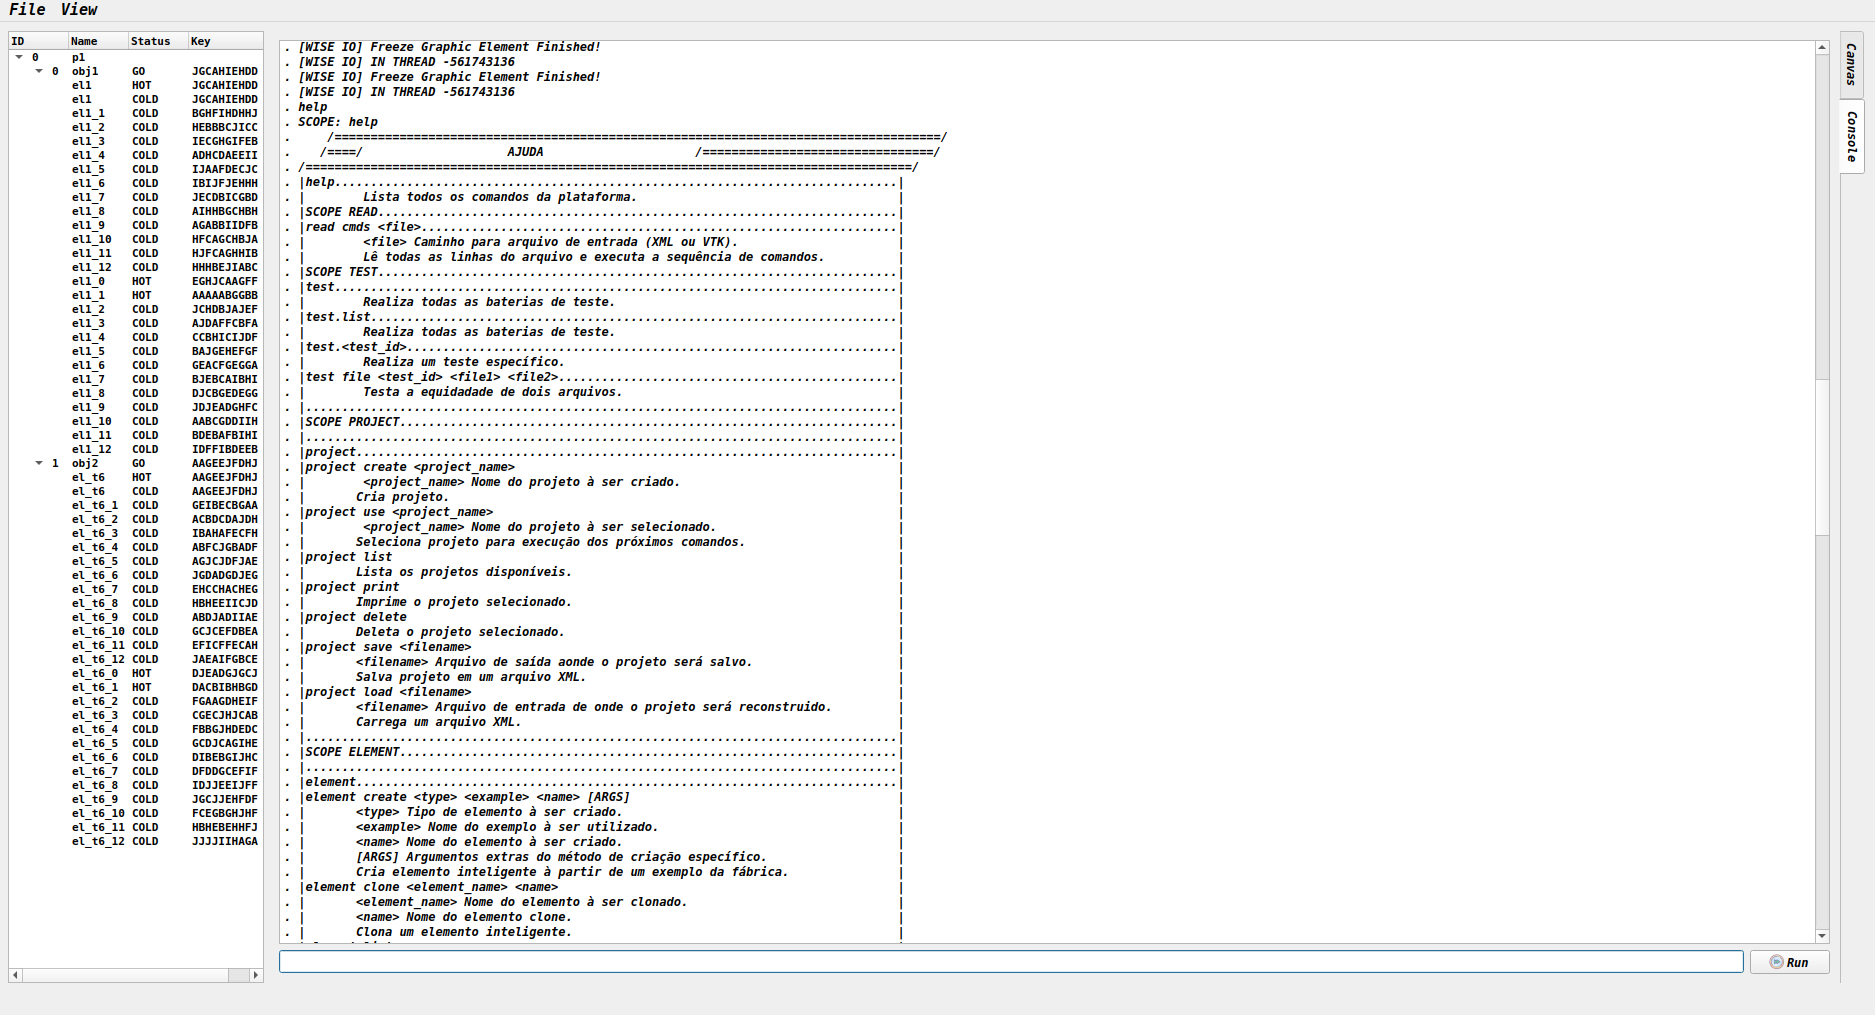 File View
ID Name Status Key
0 p1
0 obj1 GO JGCAHIEHDD
el1 HOT JGCAHIEHDD
el1 COLD JGCAHIEHDD
el1_1 COLD BGHFIHDHHJ
el1_2 COLD HEBBBCJICC
el1_3 COLD IECGHGIFEB
el1_4 COLD ADHCDAEEII
el1_5 COLD IJAAFDECJC
el1_6 COLD IBIJFJEHHH
el1_7 COLD JECDBICGBD
el1_8 COLD AIHHBGCHBH
el1_9 COLD AGABBIIDFB
el1_10 COLD HFCAGCHBJA
el1_11 COLD HJFCAGHHIB
el1_12 COLD HHHBEJIABC
el1_0 HOT EGHJCAAGFF
el1_1 HOT AAAAABGGBB
el1_2 COLD JCHDBJAJEF
el1_3 COLD AJDAFFCBFA
el1_4 COLD CCBHICIJDF
el1_5 COLD BAJGEHEFGF
el1_6 COLD GEACFGEGGA
el1_7 COLD BJEBCAIBHI
el1_8 COLD DJCBGEDEGG
el1_9 COLD JDJEADGHFC
el1_10 COLD AABCGDDIIH
el1_11 COLD BDEBAFBIHI
el1_12 COLD IDFFIBDEEB
1 obj2 GO AAGEEJFDHJ
el_t6 HOT AAGEEJFDHJ
el_t6 COLD AAGEEJFDHJ
el_t6_1 COLD GEIBECBGAA
el_t6_2 COLD ACBDCDAJDH
el_t6_3 COLD IBAHAFECFH
el_t6_4 COLD ABFCJGBADF
el_t6_5 COLD AGJCJDFJAE
el_t6_6 COLD JGDADGDJEG
el_t6_7 COLD EHCCHACHEG
el_t6_8 COLD HBHEEIICJD
el_t6_9 COLD ABDJADIIAE
el_t6_10 COLD GCJCEFDBEA
el_t6_11 COLD EFICFFECAH
el_t6_12 COLD JAEAIFGBCE
el_t6_0 HOT DJEADGJGCJ
el_t6_1 HOT DACBIBHBGD
el_t6_2 COLD FGAAGDHEIF
el_t6_3 COLD CGECJHJCAB
el_t6_4 COLD FBBGJHDEDC
el_t6_5 COLD GCDJCAGIHE
el_t6_6 COLD DIBEBGIJHC
el_t6_7 COLD DFDDGCEFIF
el_t6_8 COLD IDJJEEIJFF
el_t6_9 COLD JGCJJEHFDF
el_t6_10 COLD FCEGBGHJHF
el_t6_11 COLD HBHEBEHHFJ
el_t6_12 COLD JJJJIIHAGA
. [WISE IO] Freeze Graphic Element Finished!
. [WISE IO] IN THREAD -561743136
. [WISE IO] Freeze Graphic Element Finished!
. [WISE IO] IN THREAD -561743136
. help
. SCOPE: help
. /====================================================================================/
. /====/ AJUDA /================================/
. /====================================================================================/
. |help..............................................................................|
. | Lista todos os comandos da plataforma. |
. |SCOPE READ........................................................................|
. |read cmds <file>..................................................................|
. | <file> Caminho para arquivo de entrada (XML ou VTK). |
. | Lê todas as linhas do arquivo e executa a sequência de comandos. |
. |SCOPE TEST........................................................................|
. |test..............................................................................|
. | Realiza todas as baterias de teste. |
. |test.list.........................................................................|
. | Realiza todas as baterias de teste. |
. |test.<test_id>....................................................................|
. | Realiza um teste específico. |
. |test file <test_id> <file1> <file2>...............................................|
. | Testa a equidadade de dois arquivos. |
. |..................................................................................|
. |SCOPE PROJECT.....................................................................|
. |..................................................................................|
. |project...........................................................................|
. |project create <project_name> |
. | <project_name> Nome do projeto à ser criado. |
. | Cria projeto. |
. |project use <project_name> |
. | <project_name> Nome do projeto à ser selecionado. |
. | Seleciona projeto para execução dos próximos comandos. |
. |project list |
. | Lista os projetos disponíveis. |
. |project print |
. | Imprime o projeto selecionado. |
. |project delete |
. | Deleta o projeto selecionado. |
. |project save <filename> |
. | <filename> Arquivo de saída aonde o projeto será salvo. |
. | Salva projeto em um arquivo XML. |
. |project load <filename> |
. | <filename> Arquivo de entrada de onde o projeto será reconstruido. |
. | Carrega um arquivo XML. |
. |..................................................................................|
. |SCOPE ELEMENT.....................................................................|
. |..................................................................................|
. |element...........................................................................|
. |element create <type> <example> <name> [ARGS] |
. | <type> Tipo de elemento à ser criado. |
. | <example> Nome do exemplo à ser utilizado. |
. | <name> Nome do elemento à ser criado. |
. | [ARGS] Argumentos extras do método de criação específico. |
. | Cria elemento inteligente à partir de um exemplo da fábrica. |
. |element clone <element_name> <name> |
. | <element_name> Nome do elemento à ser clonado. |
. | <name> Nome do elemento clone. |
. | Clona um elemento inteligente. |
Run
Canvas
Console